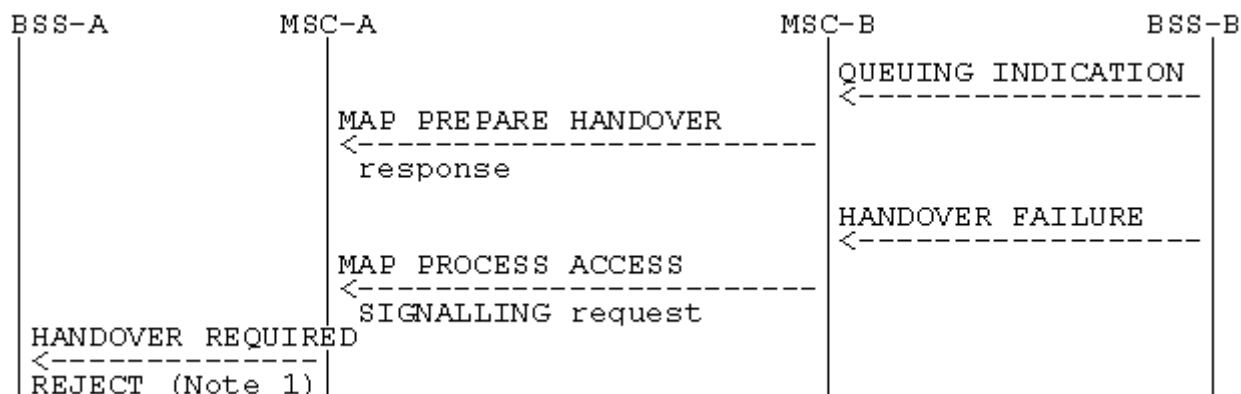 BSS-A MSC-A MSC-B BSS-B
QUEUING INDICATION
MAP PREPARE HANDOVER
response
HANDOVER FAILURE
MAP PROCESS ACCESS
SIGNALLING request
HANDOVER REQUIRED
REJECT (Note 1)